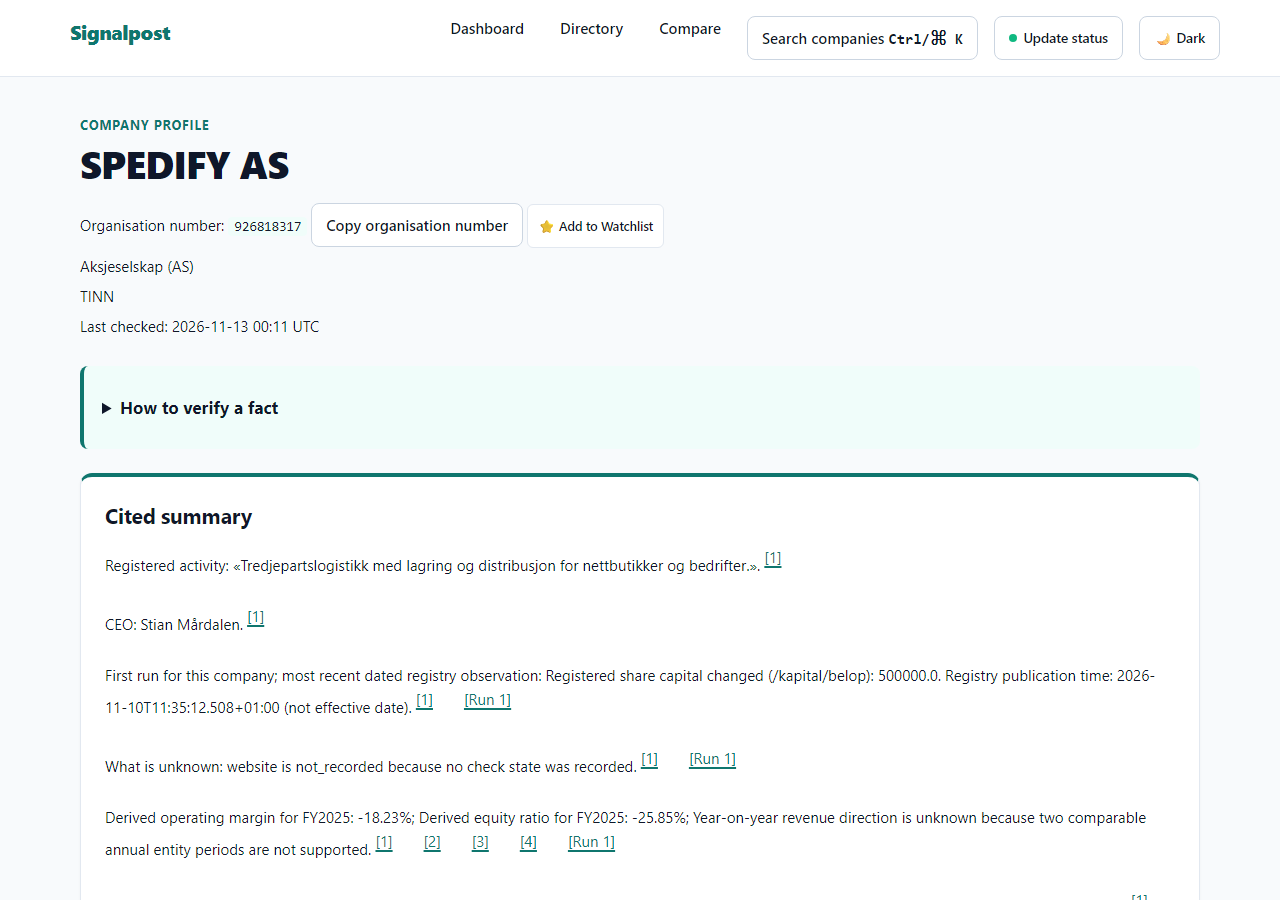 Signalpost
Dashboard
Directory
Compare
Search companies Ctrl/⌘ K
Update status
Dark
COMPANY PROFILE
SPEDIFY AS
Organisation number: 926818317 Copy organisation number Add to Watchlist
Aksjeselskap (AS)
TINN
Last checked: 2026-11-13 00:11 UTC
How to verify a fact
Cited summary
Registered activity: «Tredjepartslogistikk med lagring og distribusjon for nettbutikker og bedrifter.». [1]
CEO: Stian Mårdalen. [1]
First run for this company; most recent dated registry observation: Registered share capital changed (/kapital/belop): 500000.0. Registry publication time: 2026-
11-10T11:35:12.508+01:00 (not effective date). [1] [Run 1]
What is unknown: website is not_recorded because no check state was recorded. [1] [Run 1]
Derived operating margin for FY2025: -18.23%; Derived equity ratio for FY2025: -25.85%; Year-on-year revenue direction is unknown because two comparable
annual entity periods are not supported. [1] [2] [3] [4] [Run 1]
[1]